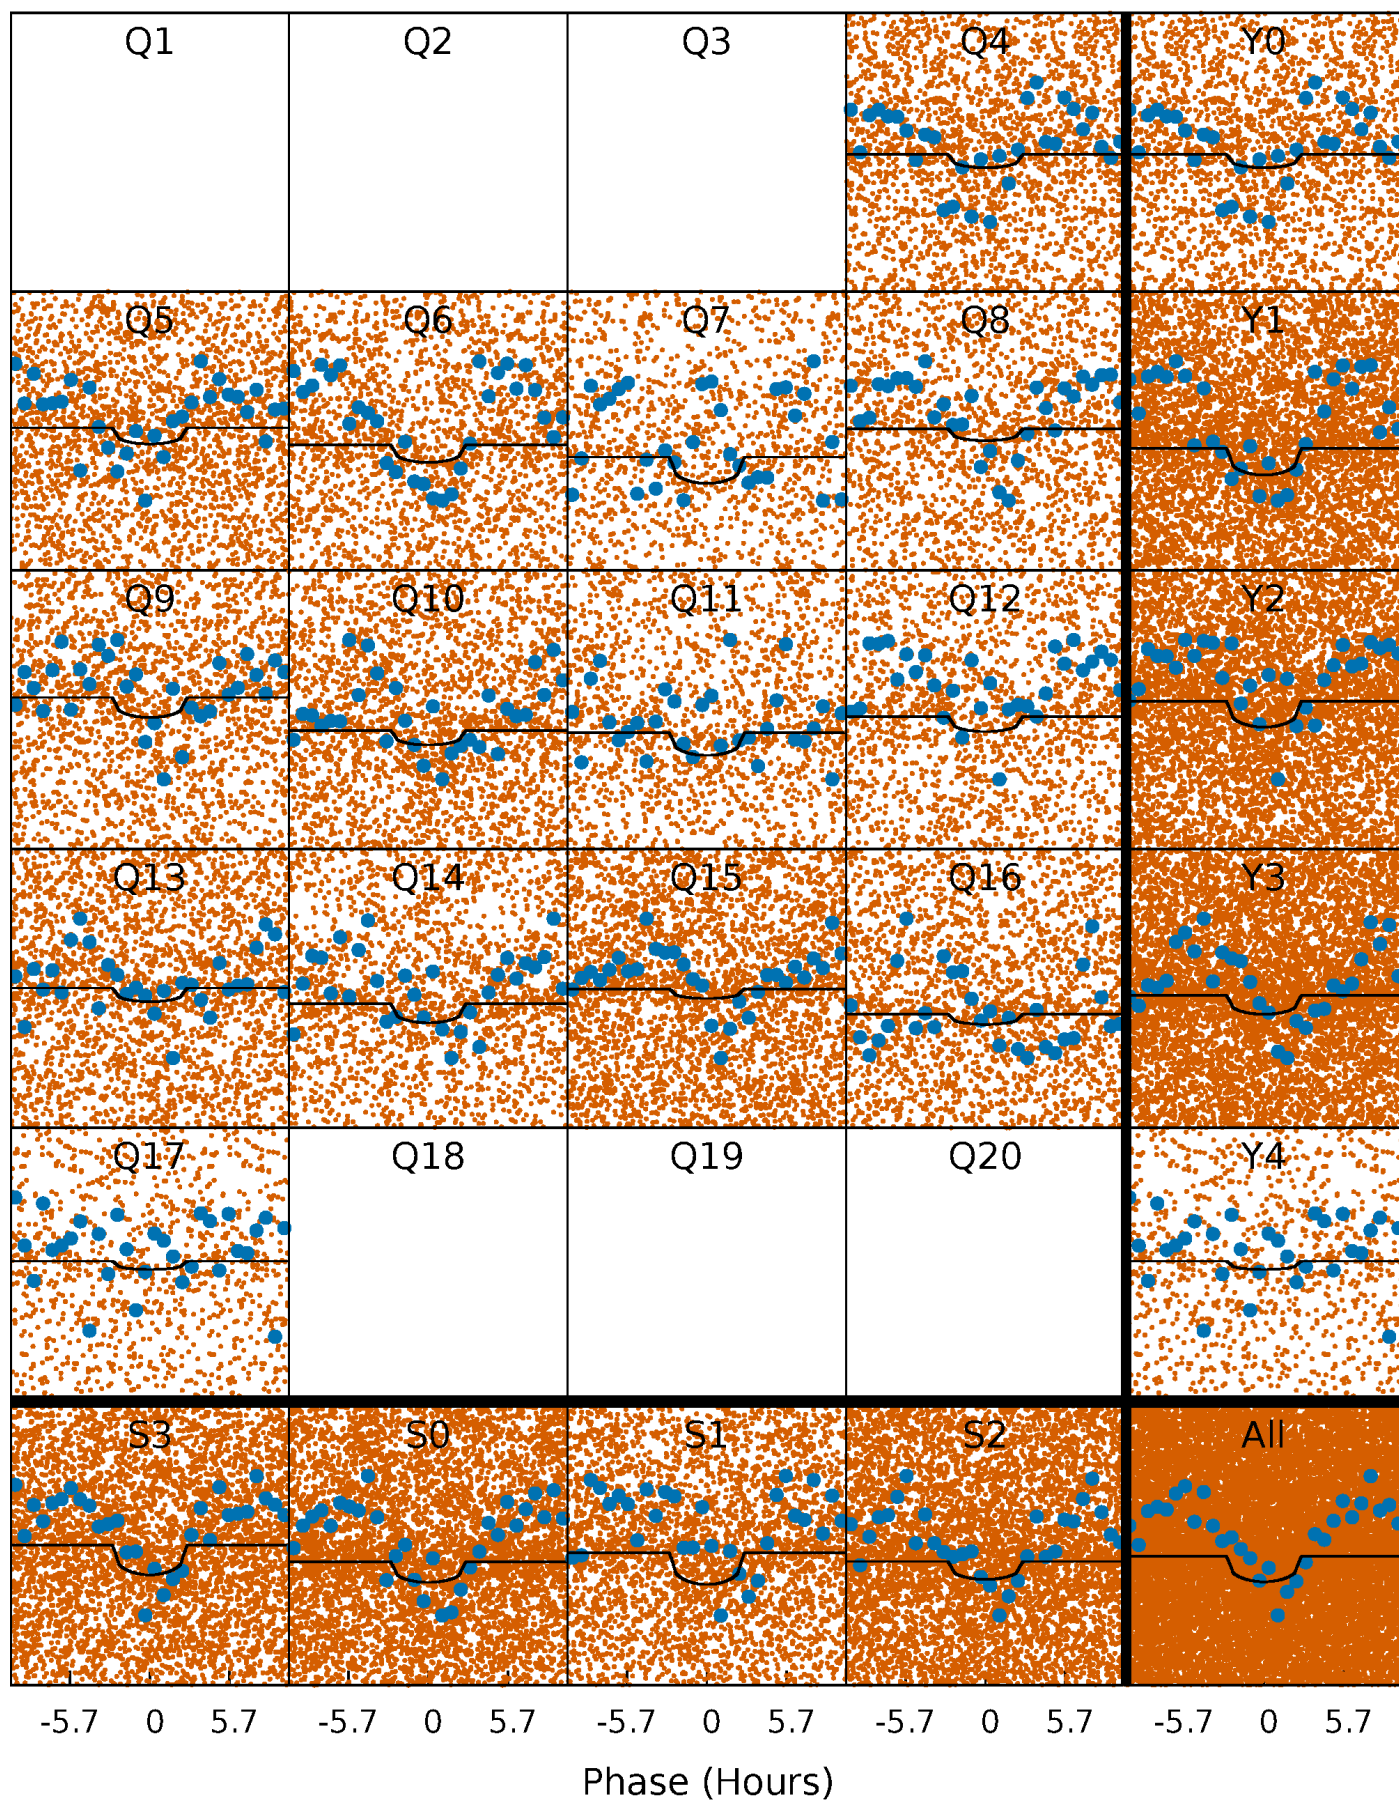 Q1 Q2 Q3 Q4 Y0
Q5 Q6 Q7 Q8 Y1
Q9 Q10 Q11 Q12 Y2
Q13 Q14 Q15 Q16 Y3
Q17 Q18 Q19 Q20 Y4
S3 S0 S1 S2 All
-5.7 0 5.7 -5.7 0 5.7 -5.7 0 5.7 -5.7 0 5.7 -5.7 0 5.7
Phase (Hours)